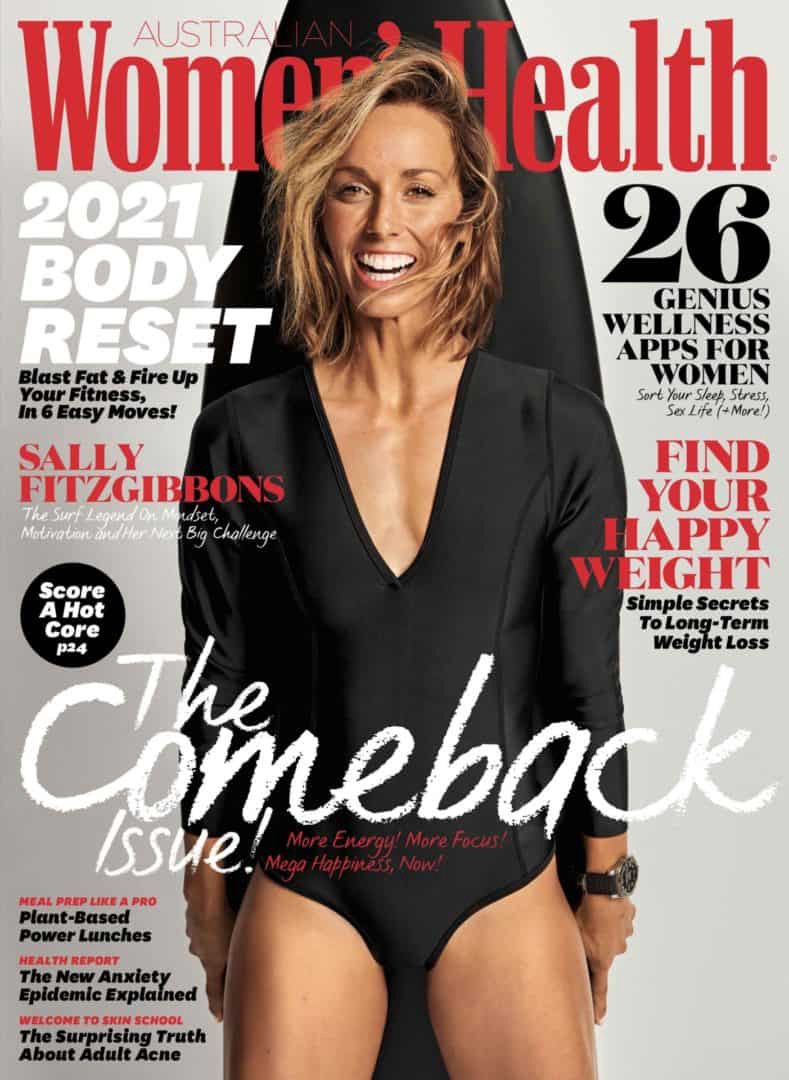 AUSTRALIAN
Women's Health
2021
BODY
RESET
Blast Fat & Fire Up
Your Fitness,
In 6 Easy Moves!
26
GENIUS
WELLNESS
APPS FOR
WOMEN
Sort Your Sleep, Stress,
Sex Life (+More!)
SALLY
FITZGIBBONS
The Surf Legend On Mindset,
Motivation and Her Next Big Challenge
FIND
YOUR
HAPPY
WEIGHT
Simple Secrets
To Long-Term
Weight Loss
Score
A Hot
Core
p24
The
Comeback
Issue!
More Energy! More Focus!
Mega Happiness, Now!
MEAL PREP LIKE A PRO
Plant-Based
Power Lunches
HEALTH REPORT
The New Anxiety
Epidemic Explained
WELCOME TO SKIN SCHOOL
The Surprising Truth
About Adult Acne